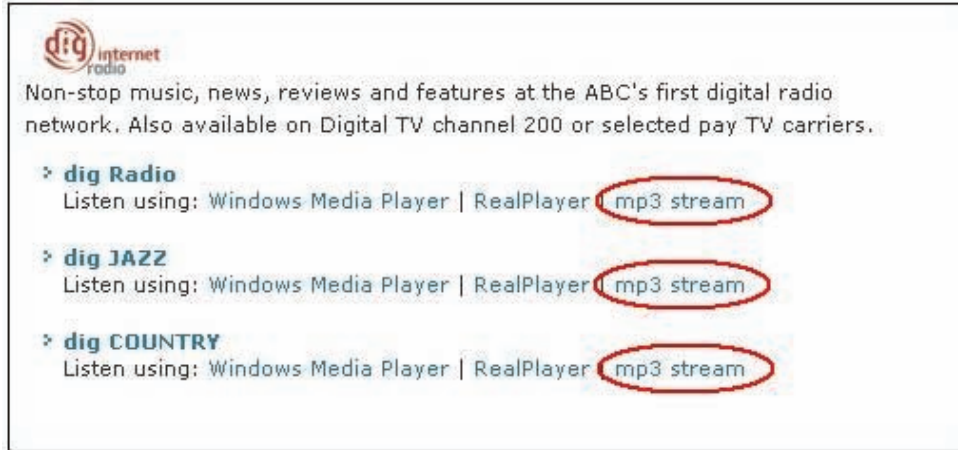 dig internet
radio
Non-stop music, news, reviews and features at the ABC's first digital radio
network. Also available on Digital TV channel 200 or selected pay TV carriers.
dig Radio
Listen using: Windows Media Player | RealPlayer | mp3 stream
dig JAZZ
Listen using: Windows Media Player | RealPlayer | mp3 stream
dig COUNTRY
Listen using: Windows Media Player | RealPlayer | mp3 stream